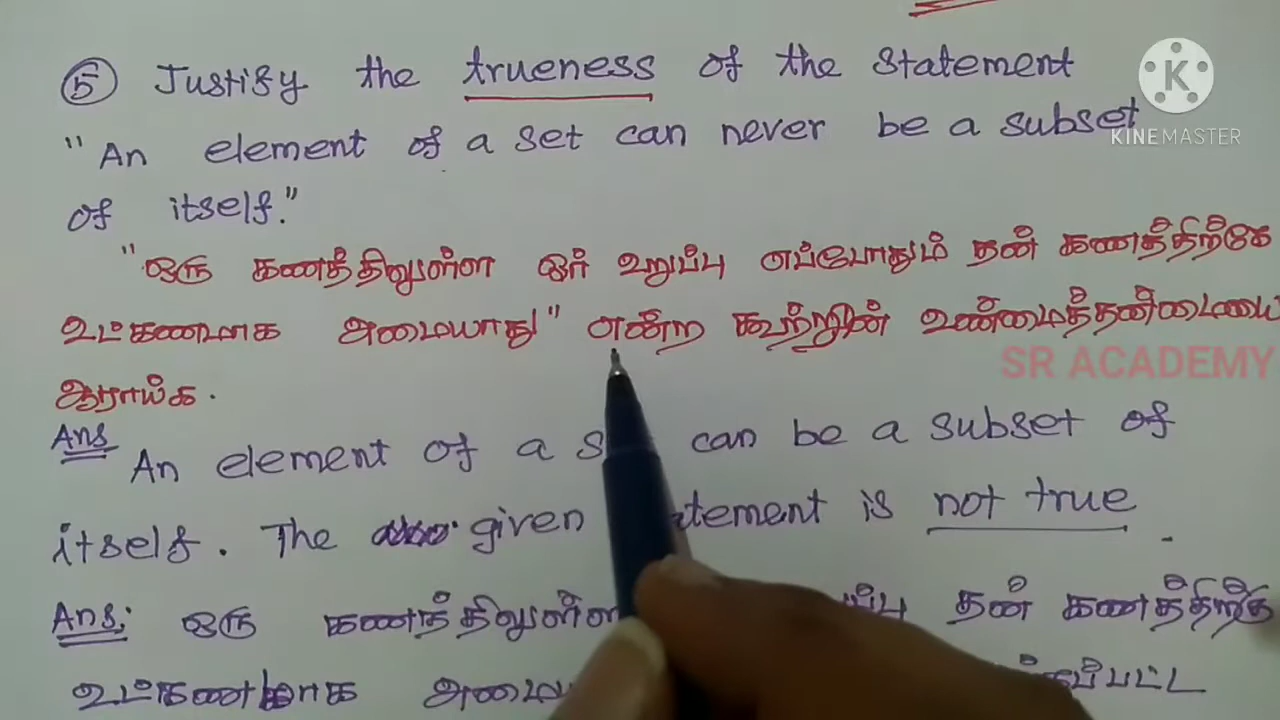 5 Justify the trueness of the statement
"An element of a set can never be a subset
of itself."
"ஒரு கணத்திலுள்ள ஓர் உறுப்பு எப்போதும் தன் கணத்திற்கே
உட்கணமாக அமையாது" என்ற கூற்றின் உண்மைத்தன்மையை
ஆராய்க.
Ans
An element of a can be a subset of
itself. The given is not true.
Ans: ஒரு கணத்திலுள்ள தன்
உட்கணமாக
K
KINEMASTER
SR ACADEMY